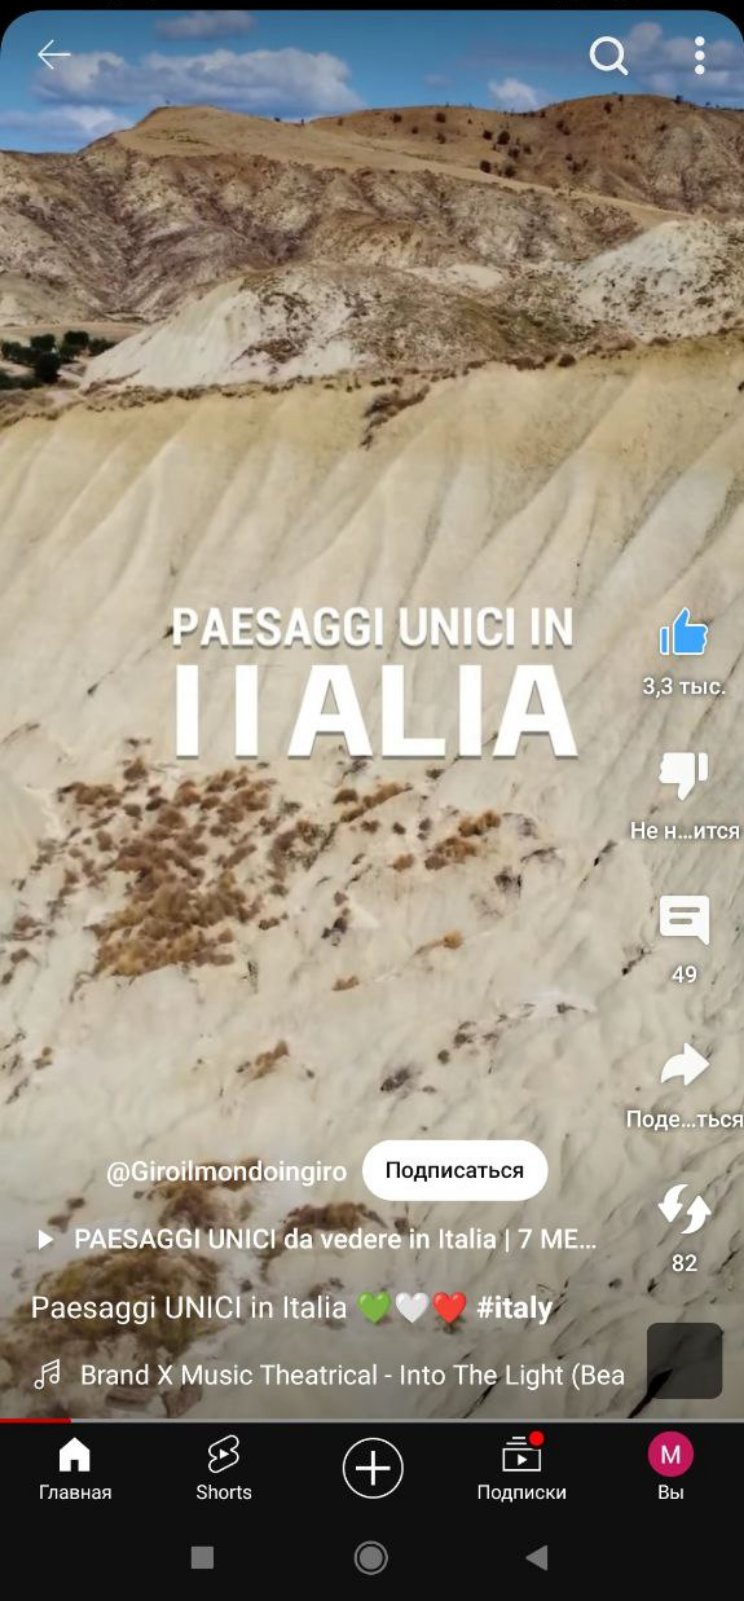 PAESAGGI UNICI IN
ITALIA
3,3 тыс.
Не н...ится
49
Поде...ться
@Giroilmondoingiro
Подписаться
PAESAGGI UNICI da vedere in Italia | 7 ME...
82
Paesaggi UNICI in Italia 💚🤍❤️ #italy
Brand X Music Theatrical - Into The Light (Bea
Главная
Shorts
Подписки
M
Вы